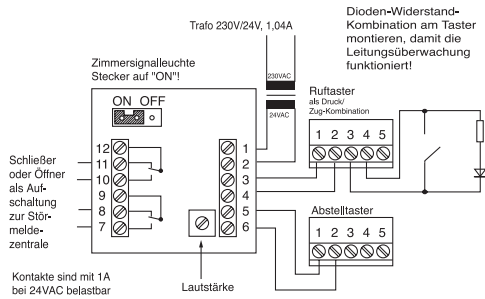 Trafo 230V/24V, 1,04A
Dioden-Widerstand-
Kombination am Taster
montieren, damit die
Leitungsüberwachung
funktioniert!
Zimmersignalleuchte
Stecker auf "ON"!
230VAC
24VAC
Ruftaster
als Druck/
Zug-Kombination
1 2 3 4 5
ON OFF
12
11
10
9
8
7
1
2
3
4
5
6
Schließer
oder Öffner
als Auf-
schaltung
zur Stör-
melde-
zentrale
Abstelltaster
1 2 3 4 5
Kontakte sind mit 1A
bei 24VAC belastbar
Lautstärke